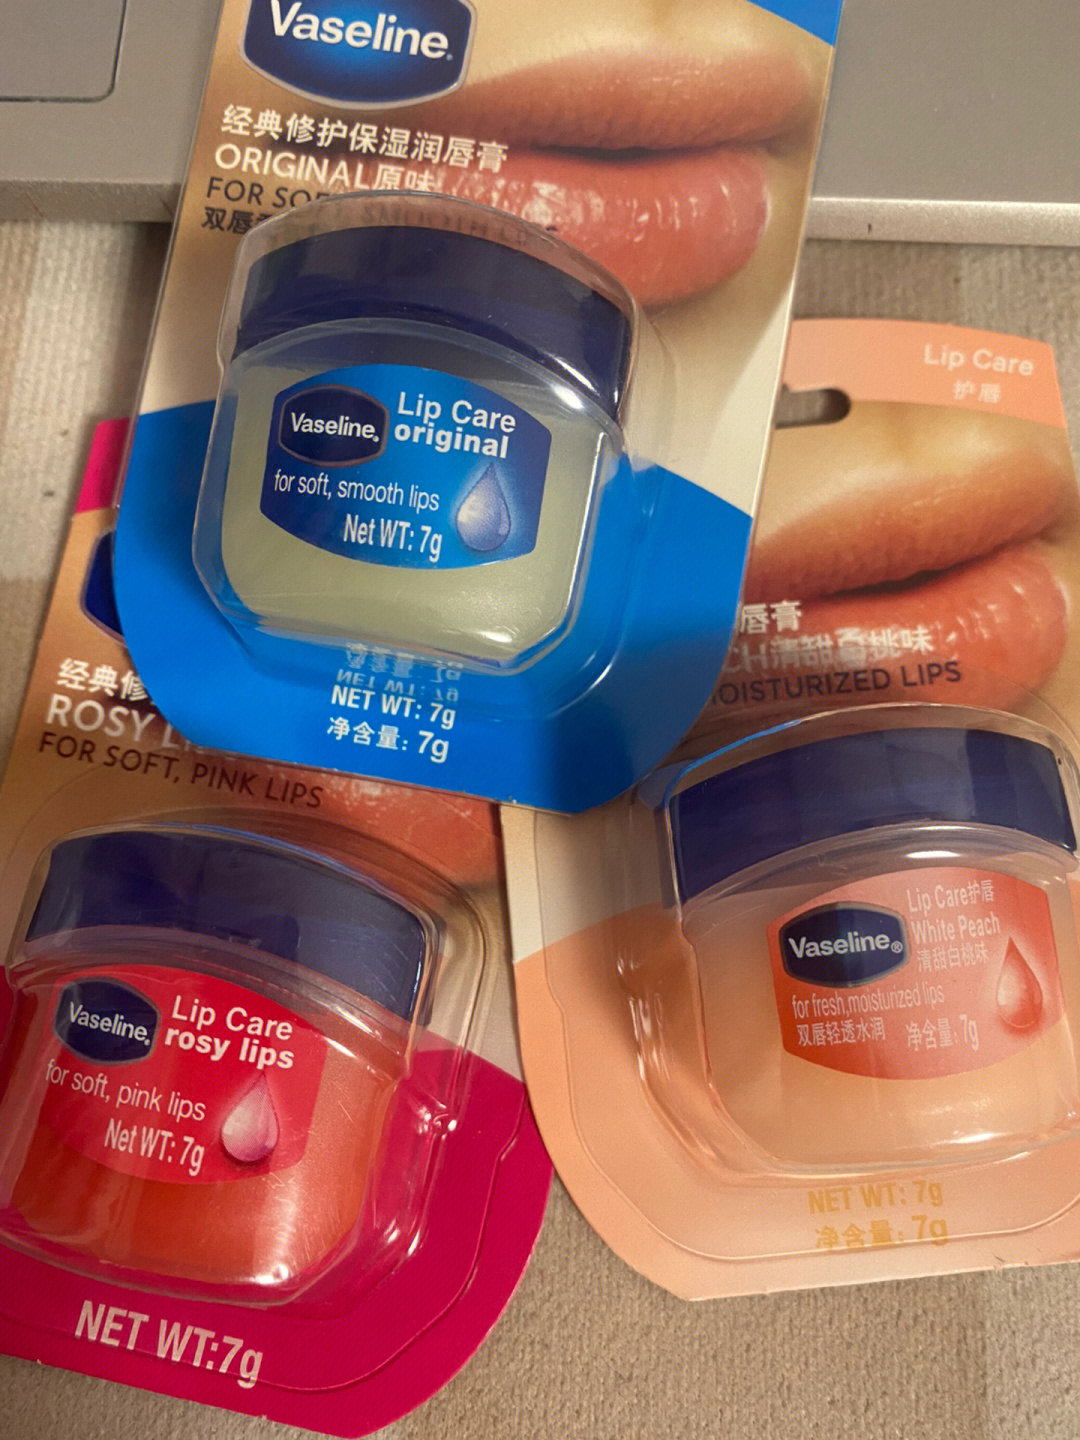 Vaseline.
经典修护保湿润唇膏
ORIGINAL原味
FOR
双唇
Vaseline.
Lip Care
original
for soft, smooth lips
Net WT: 7g
NET WT: 7g
净含量: 7g
Lip Care
护唇
唇膏
清甜
桃味
MOISTURIZED LIPS
Vaseline®
Lip Care护唇
White Peach
清甜白桃味
for fresh,moisturized lips
双唇轻透水润
净含量: 7g
NET WT: 7g
净含量: 7g
经典修
ROSY
FOR SOFT, PINK LIPS
Vaseline.
Lip Care
rosy lips
for soft, pink lips
Net WT: 7g
NET WT:7g